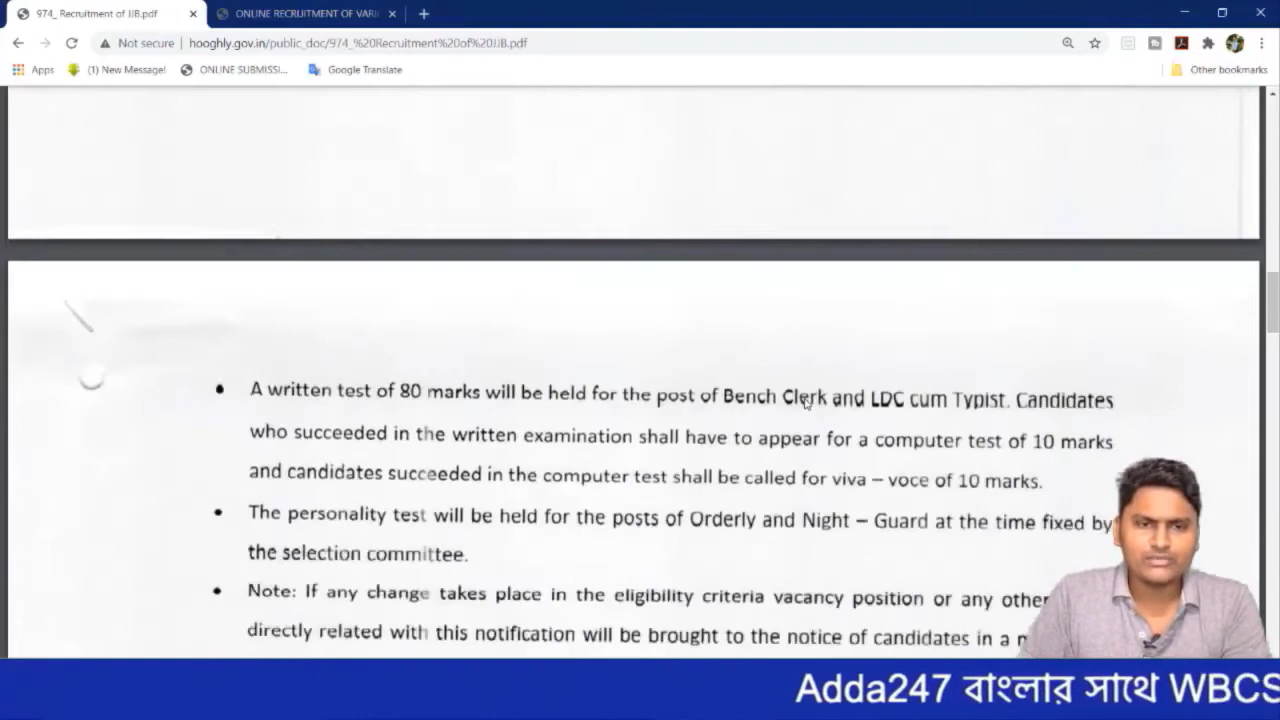 974_ Recruitment of JJB.pdf
ONLINE RECRUITMENT OF VARI
Not secure
hooghly.gov.in/public_doc/974_%20Recruitment%20of%20JJB.pdf
Apps
(1) New Message!
ONLINE SUBMISSI...
Google Translate
Other bookmarks
A written test of 80 marks will be held for the post of Bench Clerk and LDC cum Typist. Candidates
who succeeded in the written examination shall have to appear for a computer test of 10 marks
and candidates succeeded in the computer test shall be called for viva – voce of 10 marks.
The personality test will be held for the posts of Orderly and Night – Guard at the time fixed by
the selection committee.
Note: If any change takes place in the eligibility criteria vacancy position or any other
directly related with this notification will be brought to the notice of candidates in a
Adda247 বাংলার সাথে WBCS